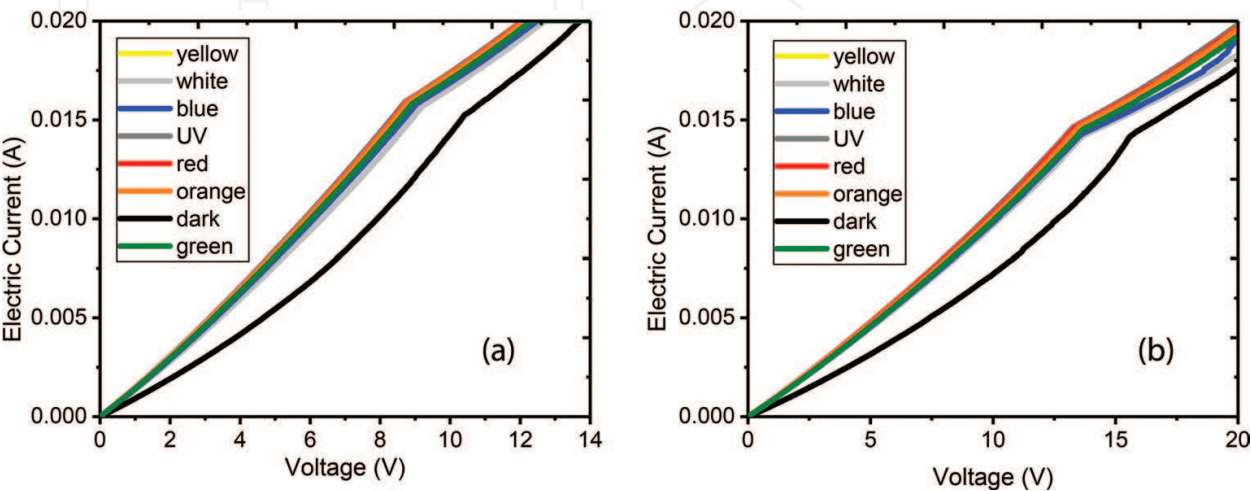 0.020
0.015
0.010
0.005
0.000
Electric Current (A)
yellow
white
blue
UV
red
orange
dark
green
(a)
0 2 4 6 8 10 12 14
Voltage (V)
0.020
0.015
0.010
0.005
0.000
Electric Current (A)
yellow
white
blue
UV
red
orange
dark
green
(b)
0 5 10 15 20
Voltage (V)